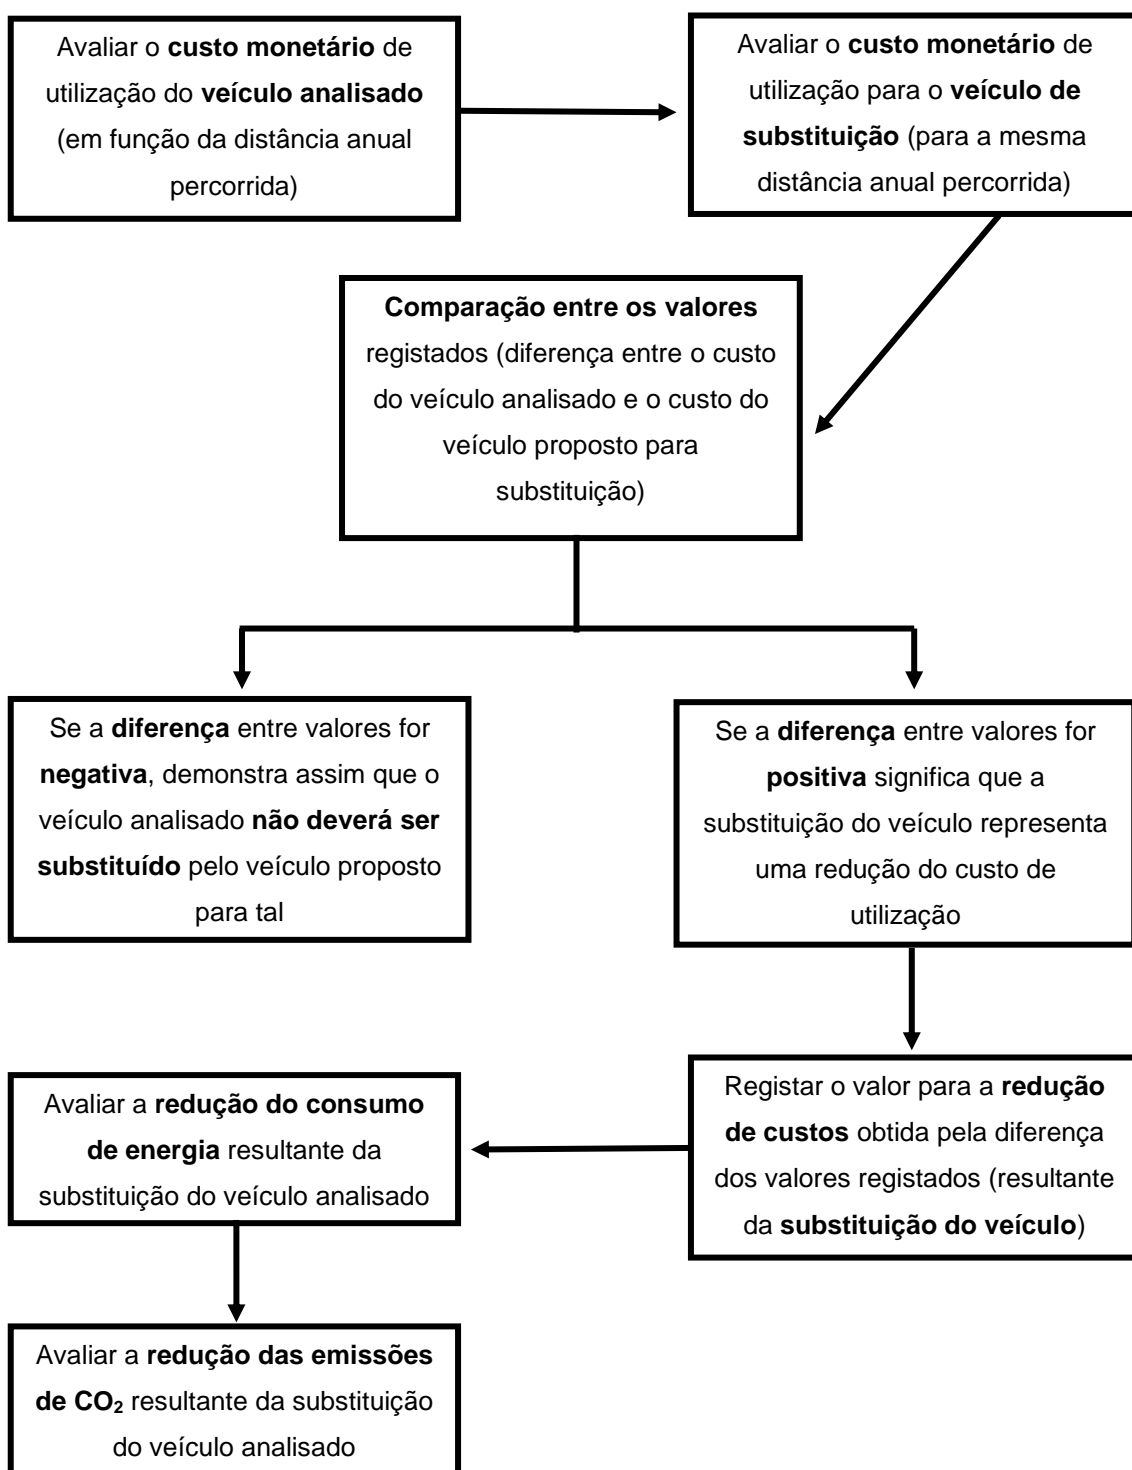 Avaliar o custo monetário de
utilização do veículo analisado
(em função da distância anual
percorrida)
Avaliar o custo monetário de
utilização para o veículo de
substituição (para a mesma
distância anual percorrida)
Comparação entre os valores
registados (diferença entre o custo
do veículo analisado e o custo do
veículo proposto para
substituição)
Se a diferença entre valores for
negativa, demonstra assim que o
veículo analisado não deverá ser
substituído pelo veículo proposto
para tal
Se a diferença entre valores for
positiva significa que a
substituição do veículo representa
uma redução do custo de
utilização
Registar o valor para a redução
de custos obtida pela diferença
dos valores registados (resultante
da substituição do veículo)
Avaliar a redução do consumo
de energia resultante da
substituição do veículo analisado
Avaliar a redução das emissões
de CO₂ resultante da substituição
do veículo analisado